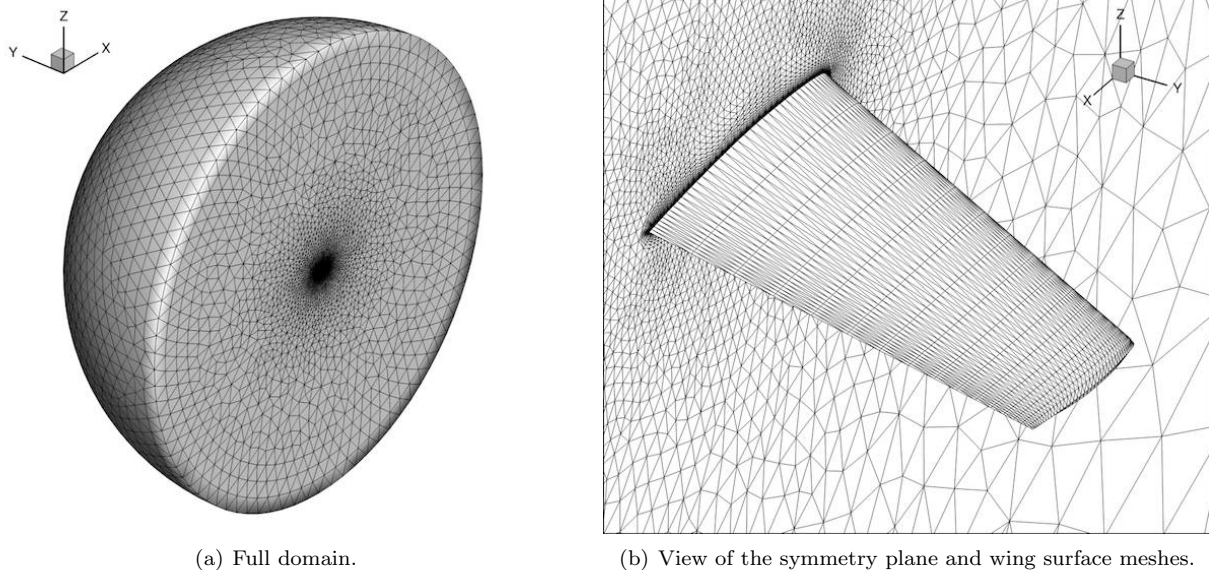 Z
Y
X
Z
X
Y
(a) Full domain.
(b) View of the symmetry plane and wing surface meshes.